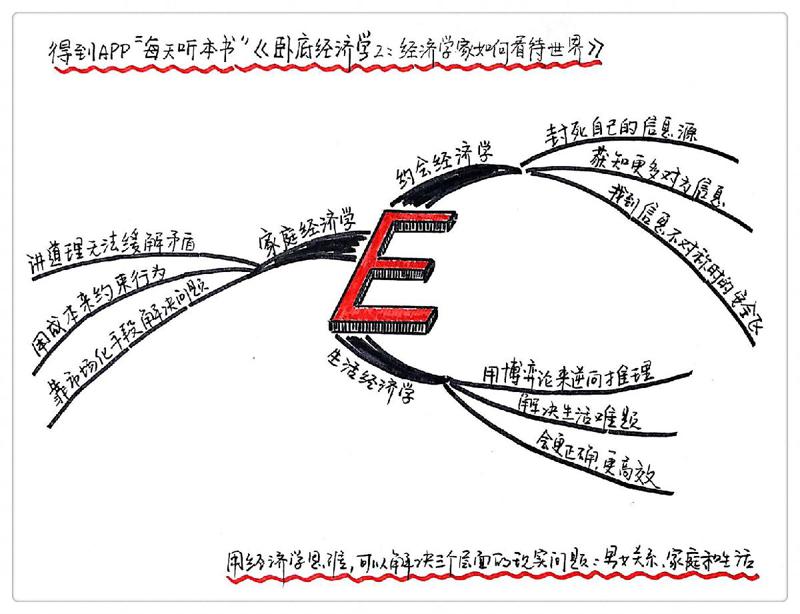 得到APP"每天听本书"《卧底经济学2：经济学家如何看待世界》
约会经济学
封死自己的信息源
获知更多对方信息
找到信息不对称时的安全区
家庭经济学
讲道理无法缓解矛盾
用成本来约束行为
靠市场化手段解决问题
E
生活经济学
用博弈论来逆向推理
解决生活难题
会更正确，更高效
用经济学思维，可以解决三个层面的现实问题：男女关系、家庭和生活